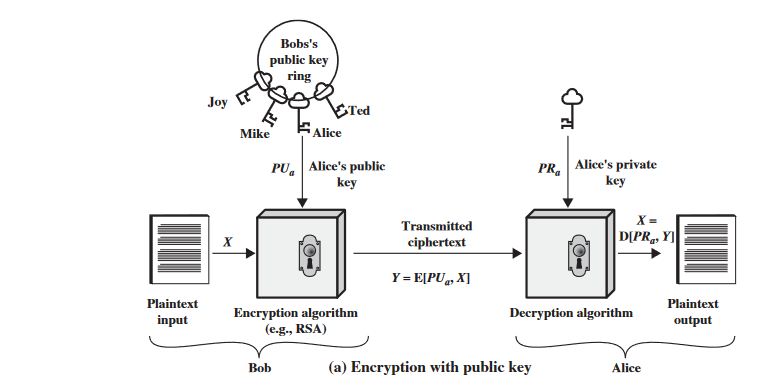 Bobs's
public key
ring
Joy
Ted
Mike
Alice
PUa
Alice's public
key
PRa
Alice's private
key
X
Transmitted
ciphertext
Y = E[PUa, X]
X =
D[PRa, Y]
Plaintext
input
Encryption algorithm
(e.g., RSA)
Decryption algorithm
Plaintext
output
Bob
(a) Encryption with public key
Alice